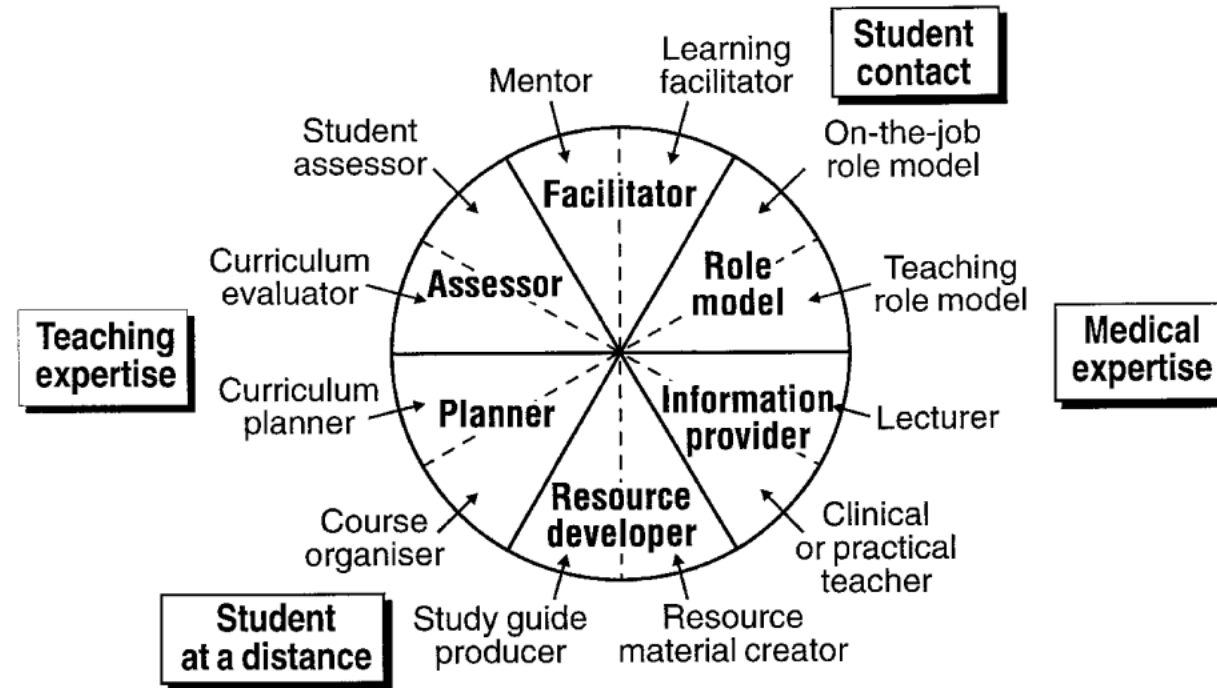 Student
contact
Learning
facilitator
Mentor
On-the-job
role model
Student
assessor
Facilitator
Role
model
Teaching
role model
Curriculum
evaluator
Assessor
Teaching
expertise
Medical
expertise
Curriculum
planner
Planner
Information
provider
Lecturer
Resource
developer
Course
organiser
Clinical
or practical
teacher
Student
at a distance
Study guide
producer
Resource
material creator